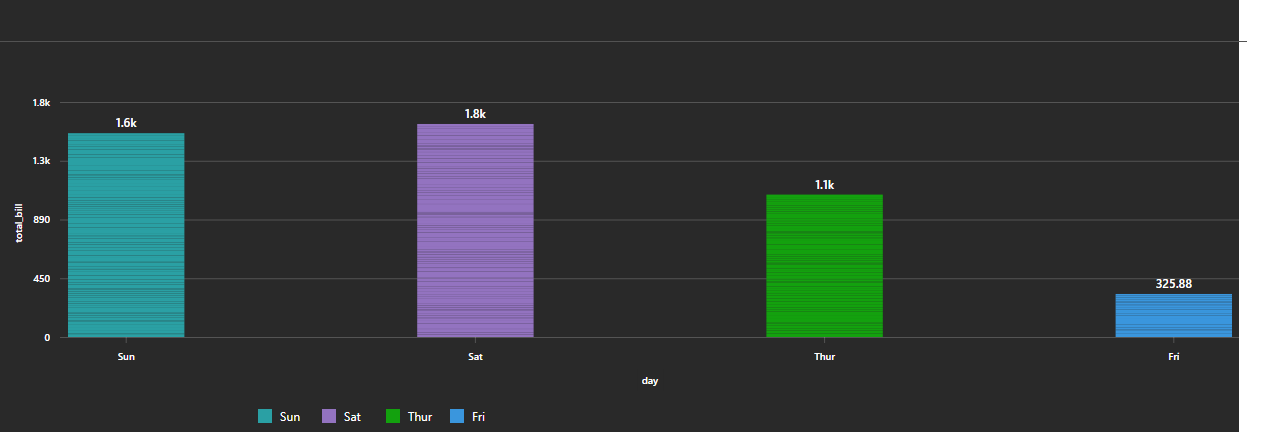 1.8k
1.6k
1.8k
1.3k
1.1k
total_bill
890
450
325.88
0
Sun Sat Thur Fri
day
Sun Sat Thur Fri